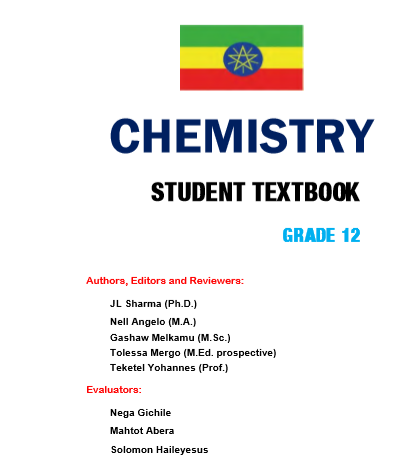 CHEMISTRY
STUDENT TEXTBOOK
GRADE 12
Authors, Editors and Reviewers:
JL Sharma (Ph.D.)
Nell Angelo (M.A.)
Gashaw Melkamu (M.Sc.)
Tolessa Mergo (M.Ed. prospective)
Teketel Yohannes (Prof.)
Evaluators:
Nega Gichile
Mahtot Abera
Solomon Haileyesus